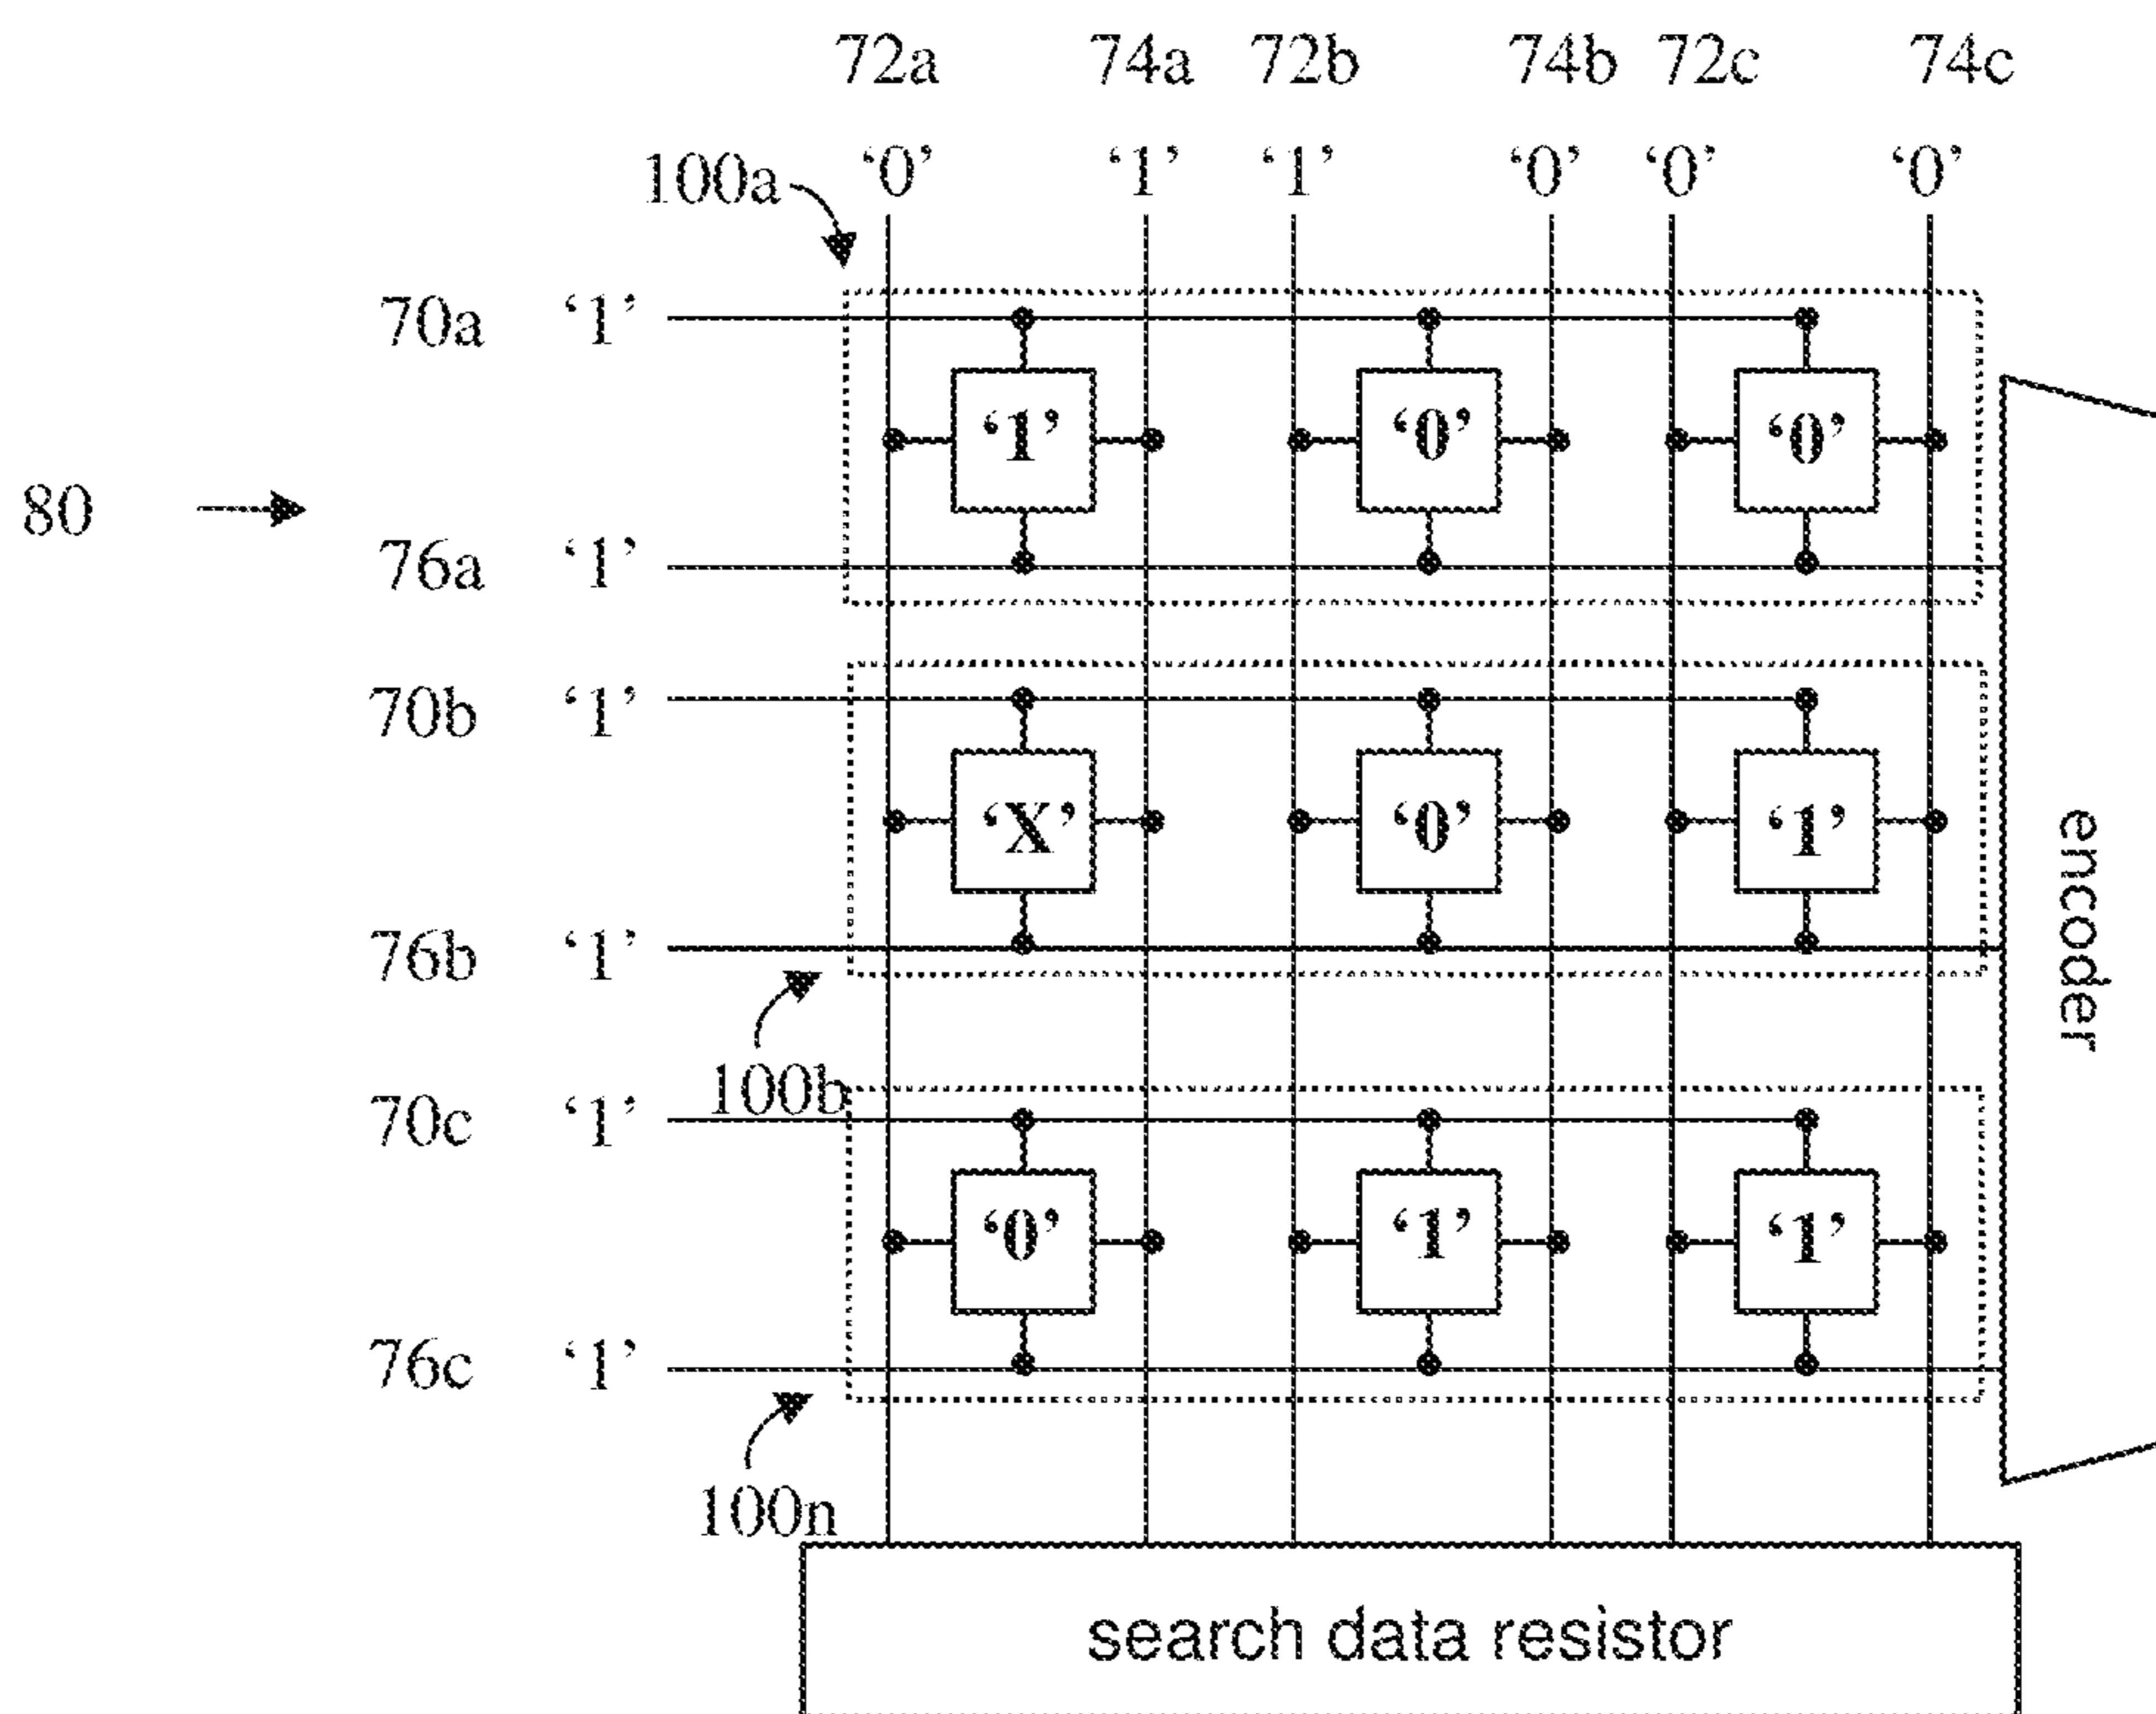 72a 74a 72b 74b 72c 74c
100a ‘0’ ‘1’ ‘1’ ‘0’ ‘0’ ‘0’
70a ‘1’
‘1’ ‘0’ ‘0’
80
76a ‘1’
70b ‘1’
‘X’ ‘0’ ‘1’
encoder
76b ‘1’
100b
70c ‘1’
‘0’ ‘1’ ‘1’
76c ‘1’
100n
search data resistor